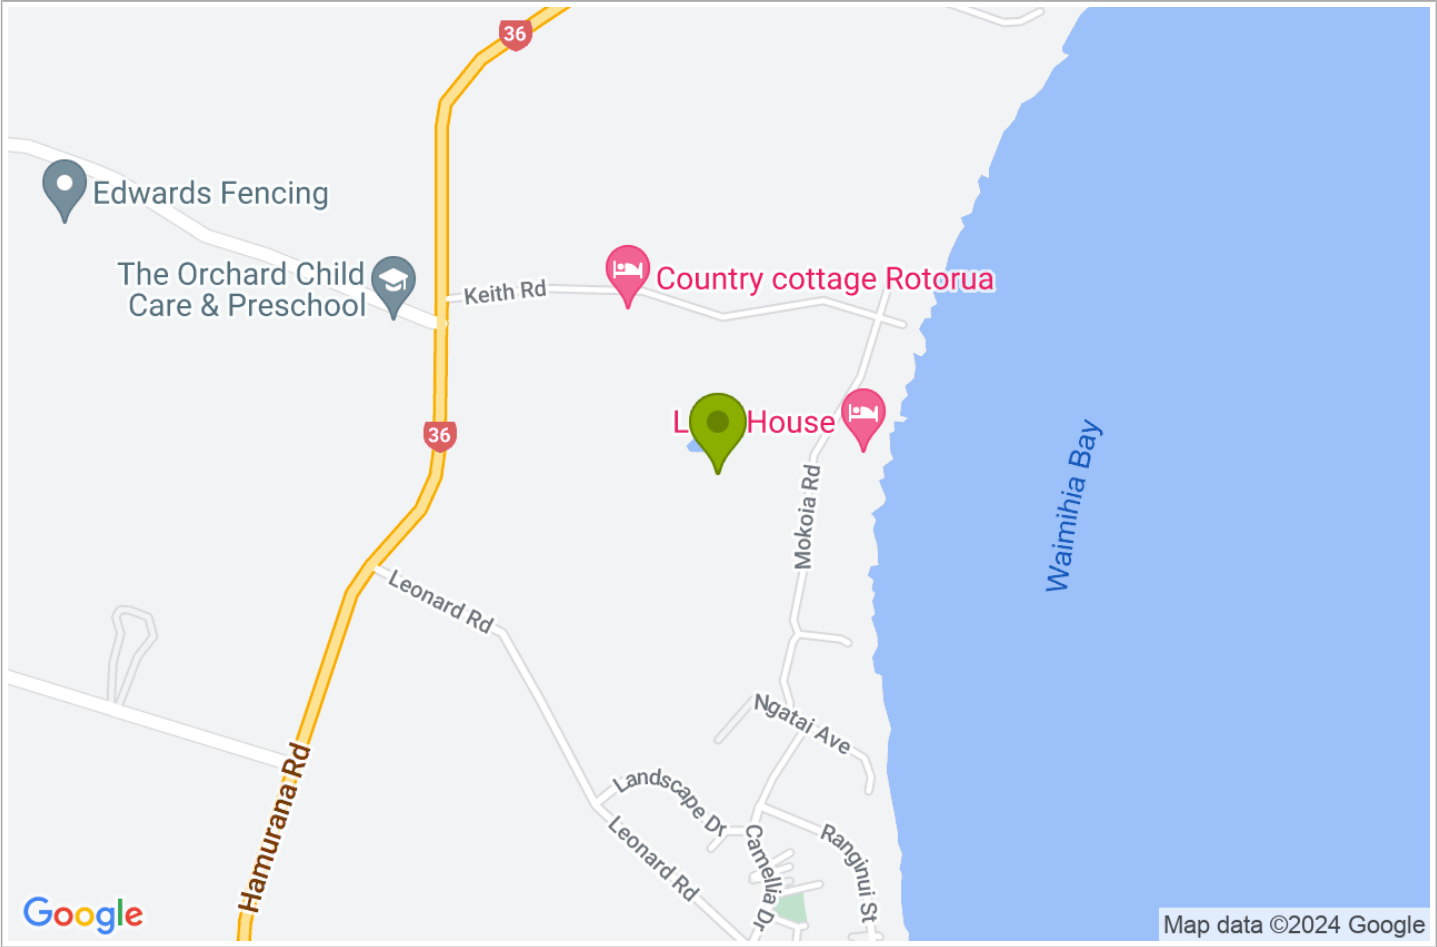 36
Edwards Fencing
The Orchard Child
Care & Preschool
Keith Rd
Country cottage Rotorua
House
36
Mokoia Rd
Waimihia Bay
Leonard Rd
Ngatai Ave
Landscape Dr
Hamurana Rd
Leonard Rd
Camellia Dr
Ranginui St
Google
Map data ©2024 Google